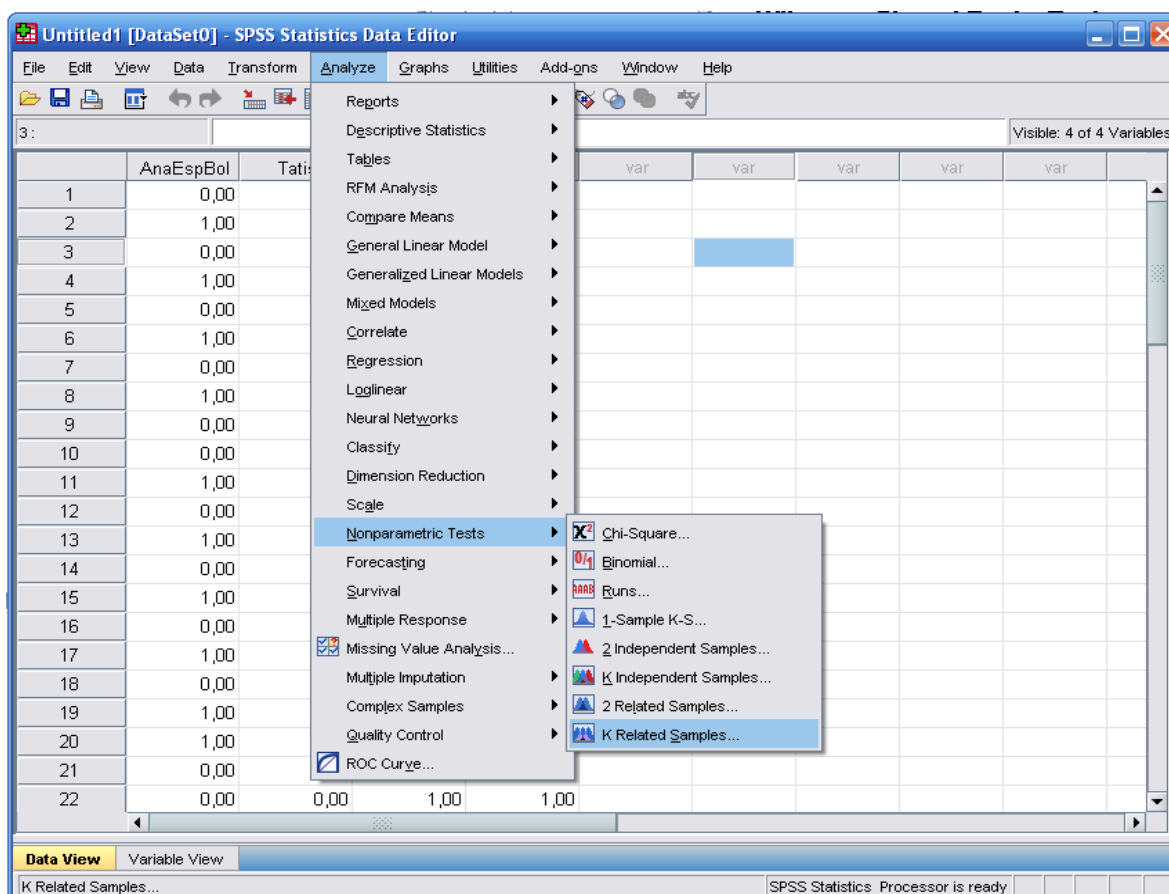 Untitled1 [DataSet0] - SPSS Statistics Data Editor
File Edit View Data Transform Analyze Graphs Utilities Add-ons Window Help
3 :
Visible: 4 of 4 Variables
AnaEspBol Tati var var var var var
1 0,00
2 1,00
3 0,00
4 1,00
5 0,00
6 1,00
7 0,00
8 1,00
9 0,00
10 0,00
11 1,00
12 0,00
13 1,00
14 0,00
15 1,00
16 0,00
17 1,00
18 0,00
19 1,00
20 1,00
21 0,00
22 0,00 0,00 1,00 1,00
Reports
Descriptive Statistics
Tables
RFM Analysis
Compare Means
General Linear Model
Generalized Linear Models
Mixed Models
Correlate
Regression
Loglinear
Neural Networks
Classify
Dimension Reduction
Scale
Nonparametric Tests
Forecasting
Survival
Multiple Response
Missing Value Analysis...
Multiple Imputation
Complex Samples
Quality Control
ROC Curve...
Chi-Square...
Binomial...
Runs...
1-Sample K-S...
2 Independent Samples...
K Independent Samples...
2 Related Samples...
K Related Samples...
Data View Variable View
K Related Samples...
SPSS Statistics Processor is ready